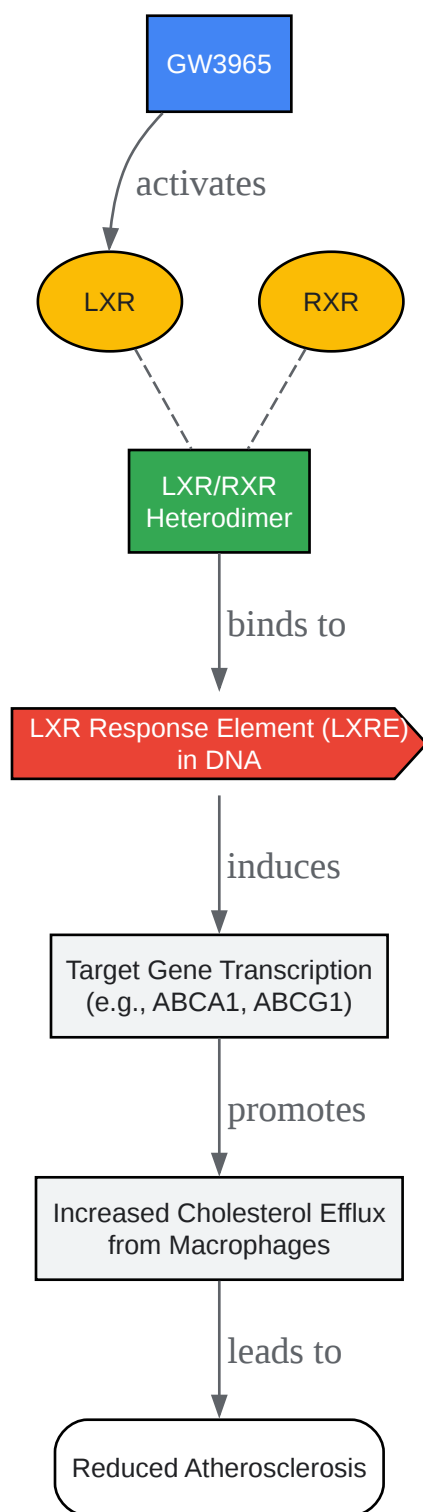 GW3965
activates
LXR
RXR
LXR/RXR
Heterodimer
binds to
LXR Response Element (LXRE)
in DNA
induces
Target Gene Transcription
(e.g., ABCA1, ABCG1)
promotes
Increased Cholesterol Efflux
from Macrophages
leads to
Reduced Atherosclerosis